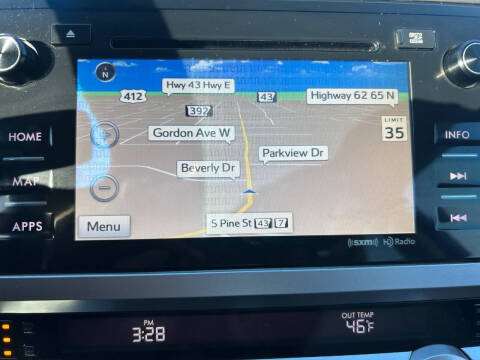 N
Hwy 43 Hwy E
412
43
Highway 62 65 N
392
LIMIT
35
Gordon Ave W
Parkview Dr
Beverly Dr
Menu
S Pine St 43 7
HOME
MAP
APPS
INFO
((sxm)) HD Radio
PM
3:28
OUT TEMP
46°F